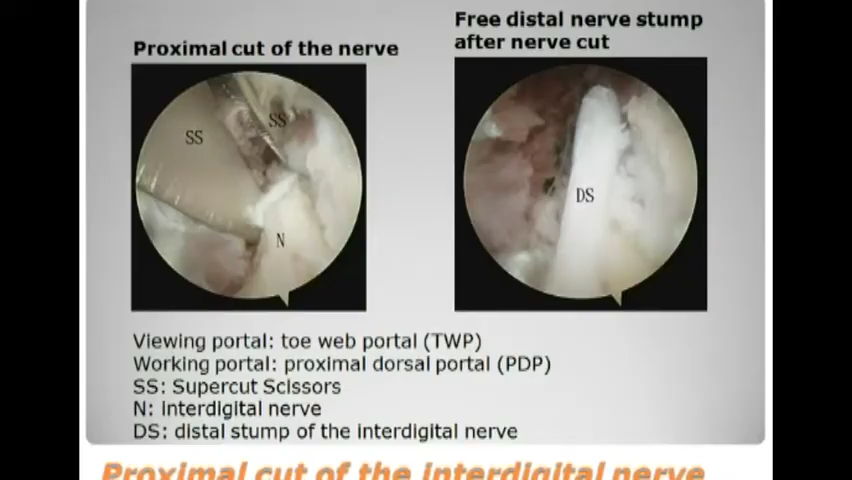 Proximal cut of the nerve
Free distal nerve stump
after nerve cut
SS
SS
N
DS
Viewing portal: toe web portal (TWP)
Working portal: proximal dorsal portal (PDP)
SS: Supercut Scissors
N: interdigital nerve
DS: distal stump of the interdigital nerve
Proximal cut of the interdigital nerve